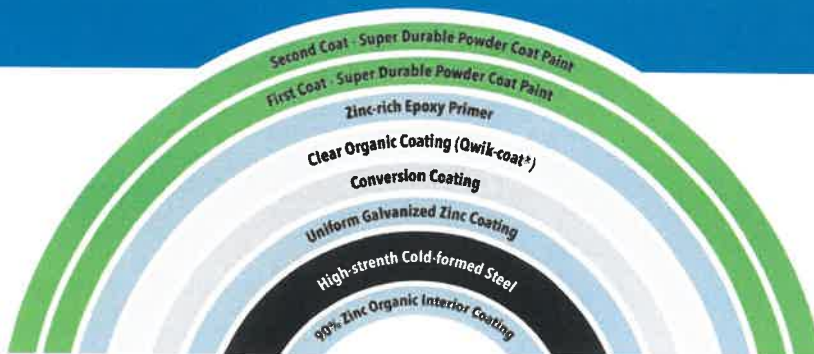 Second Coat - Super Durable Powder Coat Paint
First Coat - Super Durable Powder Coat Paint
Zinc-rich Epoxy Primer
Clear Organic Coating (Qwik-coat*)
Conversion Coating
Uniform Galvanized Zinc Coating
High-strenth Cold-formed Steel
90% Zinc Organic Interior Coating